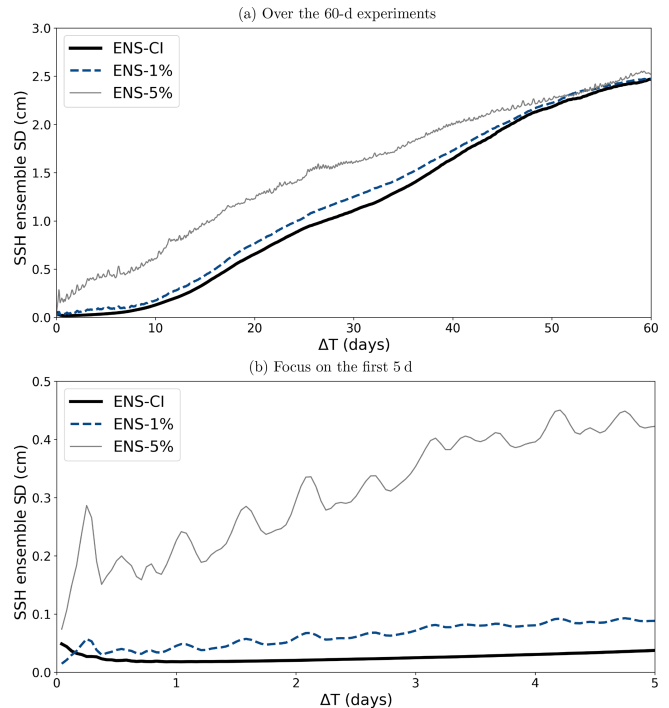 (a) Over the 60-d experiments
SSH ensemble SD (cm)
3.0
2.5
2.0
1.5
1.0
0.5
0.0
ENS-CI
ENS-1%
ENS-5%
0 10 20 30 40 50 60
ΔT (days)
(b) Focus on the first 5 d
SSH ensemble SD (cm)
0.5
0.4
0.3
0.2
0.1
0.0
ENS-CI
ENS-1%
ENS-5%
0 1 2 3 4 5
ΔT (days)